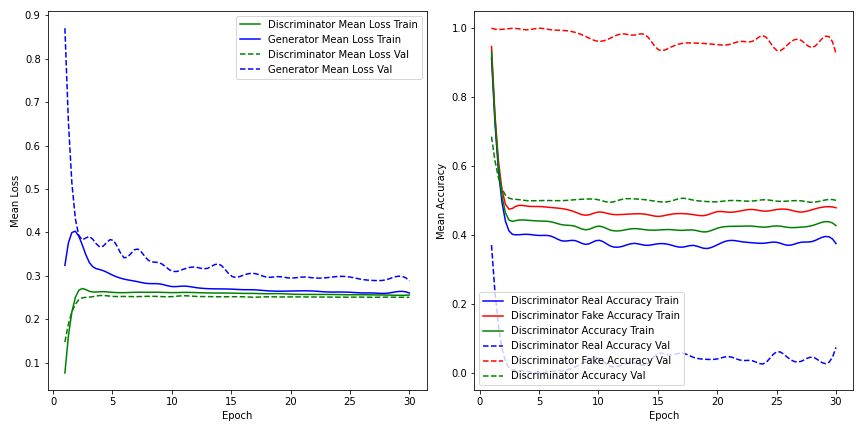 0.9
0.8
0.7
0.6
0.5
0.4
0.3
0.2
0.1
Mean Loss
Discriminator Mean Loss Train
Generator Mean Loss Train
Discriminator Mean Loss Val
Generator Mean Loss Val
0 5 10 15 20 25 30
Epoch
1.0
0.8
0.6
0.4
0.2
0.0
Mean Accuracy
Discriminator Real Accuracy Train
Discriminator Fake Accuracy Train
Discriminator Accuracy Train
Discriminator Real Accuracy Val
Discriminator Fake Accuracy Val
Discriminator Accuracy Val
0 5 10 15 20 25 30
Epoch